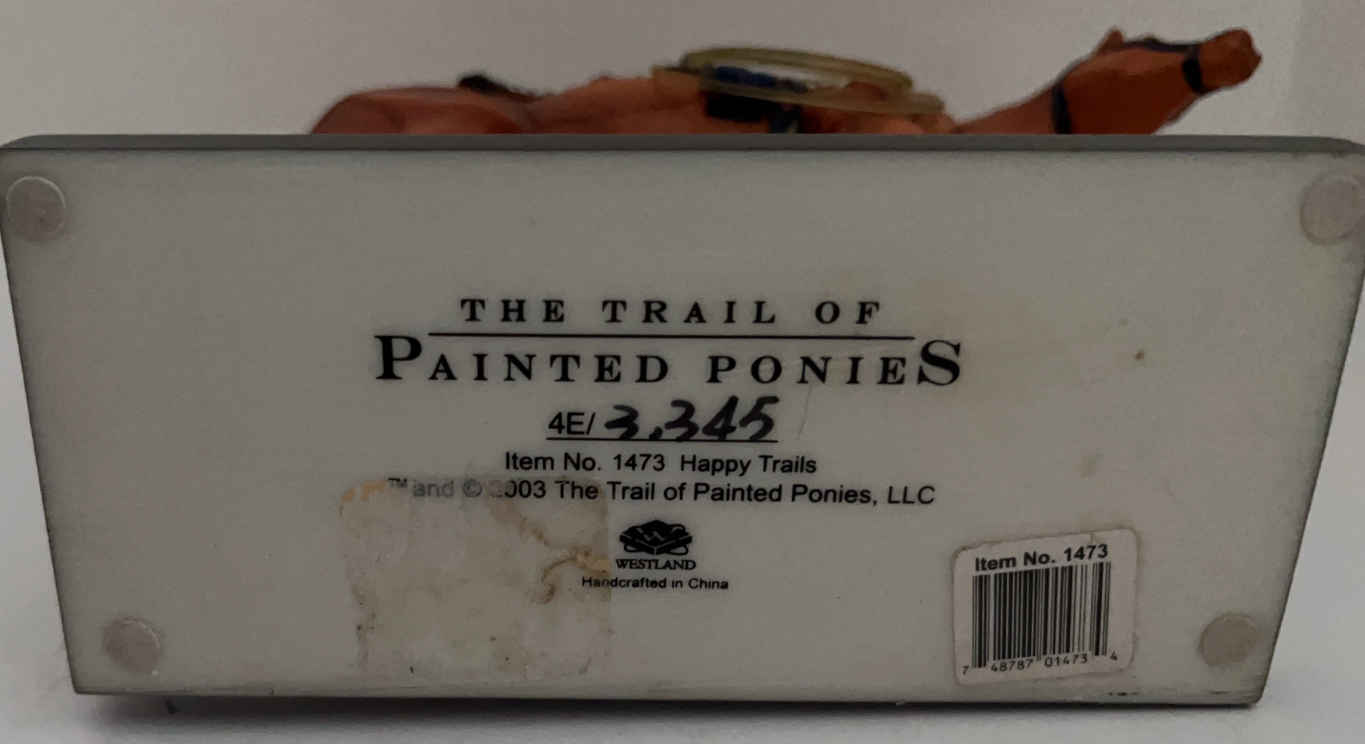 THE TRAIL OF
PAINTED PONIES
4E/ 3,345
Item No. 1473 Happy Trails
™ and © 2003 The Trail of Painted Ponies, LLC
WESTLAND
Handcrafted in China
Item No. 1473
7 48787 01473 4